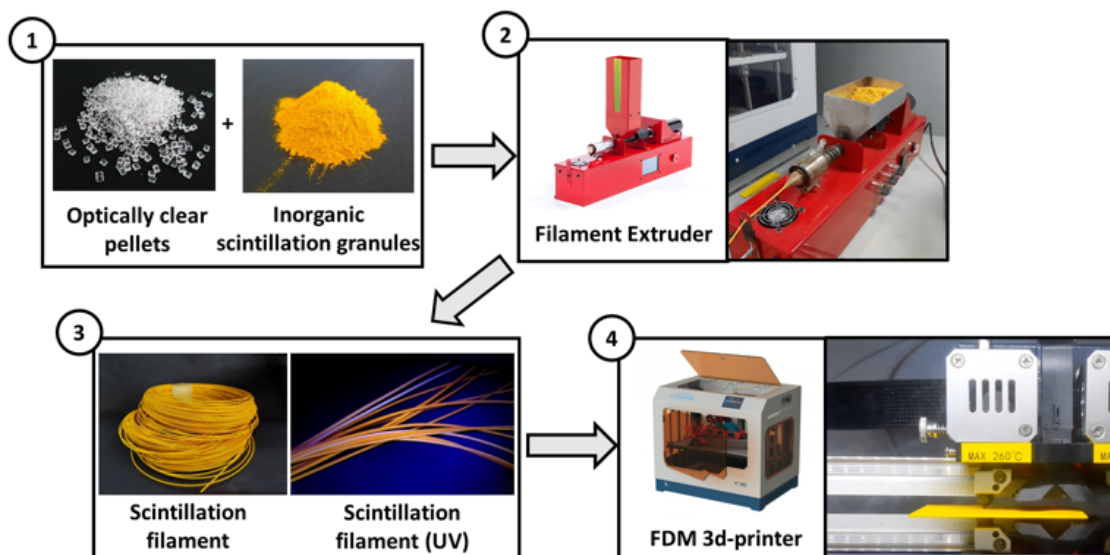 1
+
Optically clear
pellets
Inorganic
scintillation granules
2
Filament Extruder
3
Scintillation
filament
Scintillation
filament (UV)
4
FDM 3d-printer
MAX 260℃
MA